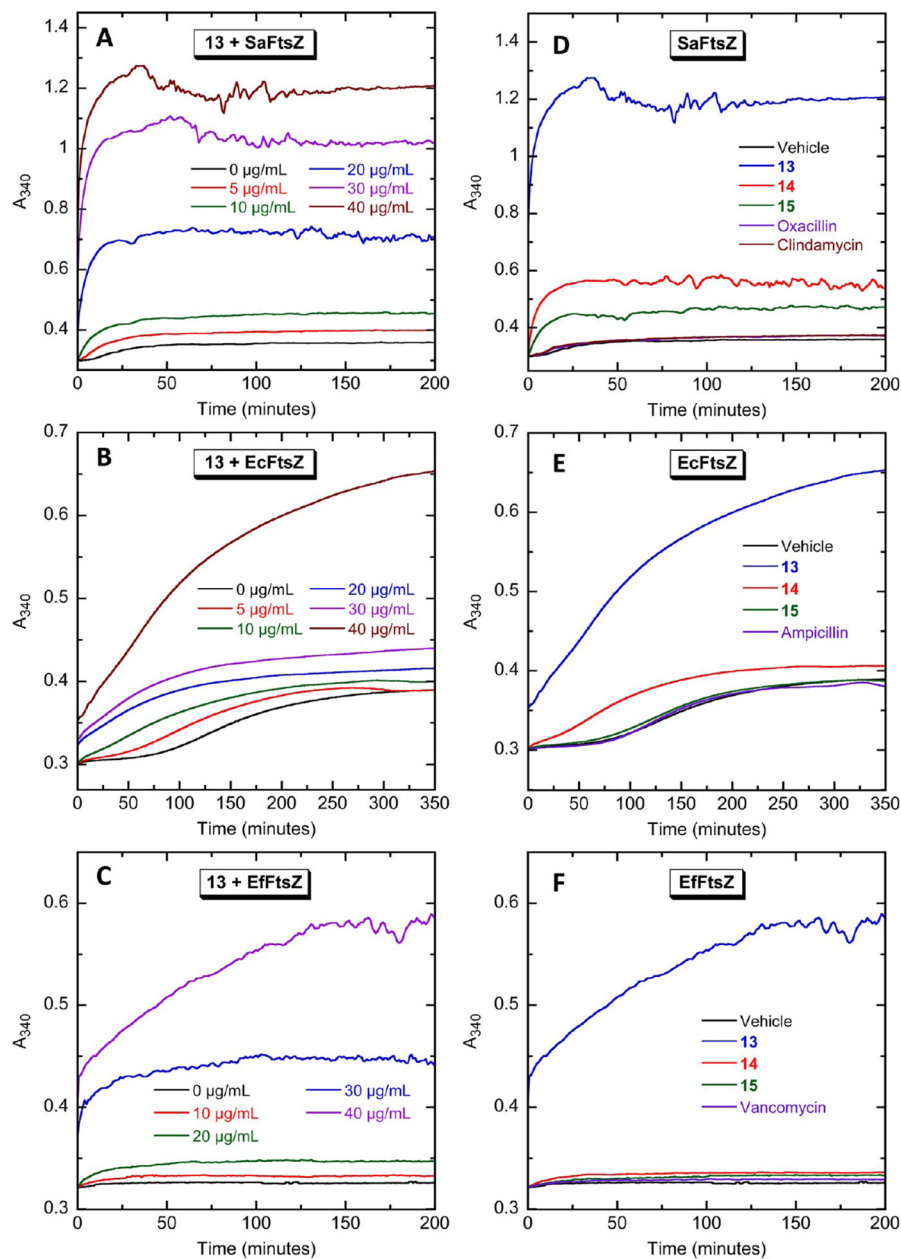 A
13 + SaFtsZ
1.4
1.2
1
0.8
0.6
0.4
A340
0 µg/mL
5 µg/mL
10 µg/mL
20 µg/mL
30 µg/mL
40 µg/mL
0
50
100
150
200
Time (minutes)
D
SaFtsZ
1.4
1.2
1
0.8
0.6
0.4
A340
Vehicle
13
14
15
Oxacillin
Clindamycin
0
50
100
150
200
Time (minutes)
B
13 + EcFtsZ
0.7
0.6
0.5
0.4
0.3
A340
0 µg/mL
5 µg/mL
10 µg/mL
20 µg/mL
30 µg/mL
40 µg/mL
0
50
100
150
200
250
300
350
Time (minutes)
E
EcFtsZ
0.7
0.6
0.5
0.4
0.3
A340
Vehicle
13
14
15
Ampicillin
0
50
100
150
200
250
300
350
Time (minutes)
C
13 + EfFtsZ
0.6
0.5
0.4
0.3
A340
0 µg/mL
10 µg/mL
20 µg/mL
30 µg/mL
40 µg/mL
0
50
100
150
200
Time (minutes)
F
EfFtsZ
0.6
0.5
0.4
0.3
A340
Vehicle
13
14
15
Vancomycin
0
50
100
150
200
Time (minutes)